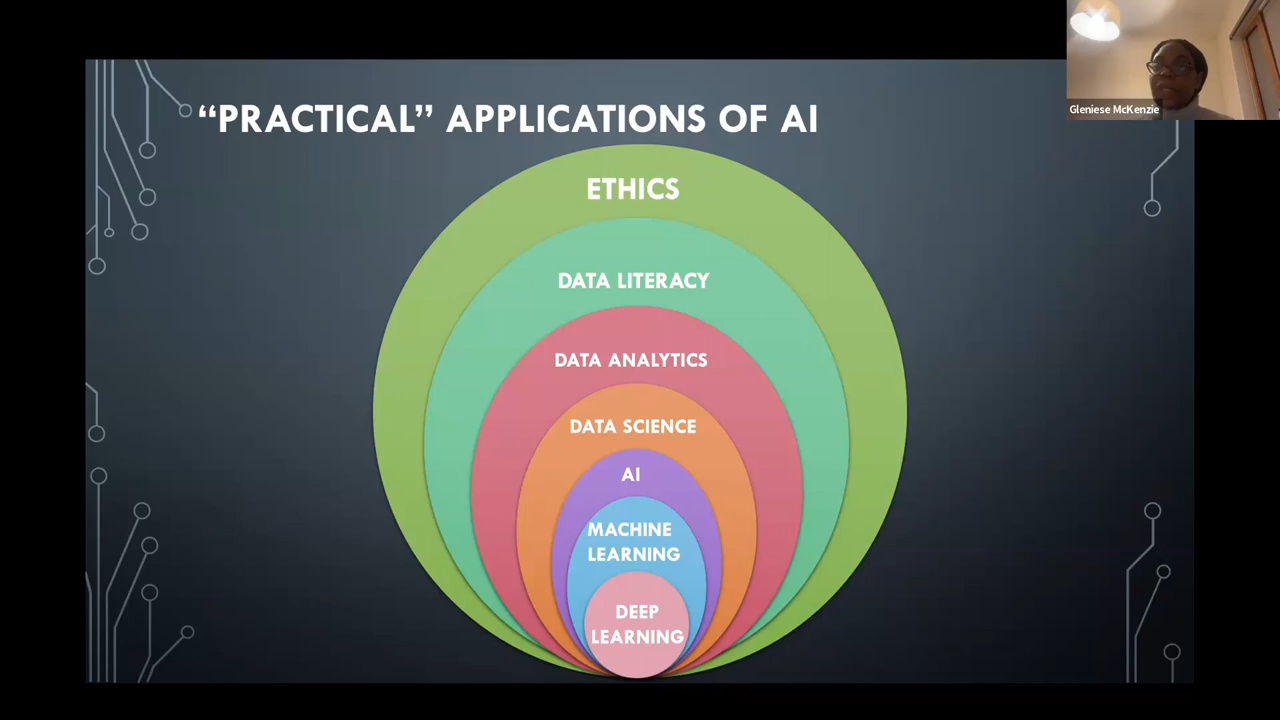 “PRACTICAL” APPLICATIONS OF AI
Gleniese McKenzie
ETHICS
DATA LITERACY
DATA ANALYTICS
DATA SCIENCE
AI
MACHINE
LEARNING
DEEP
LEARNING